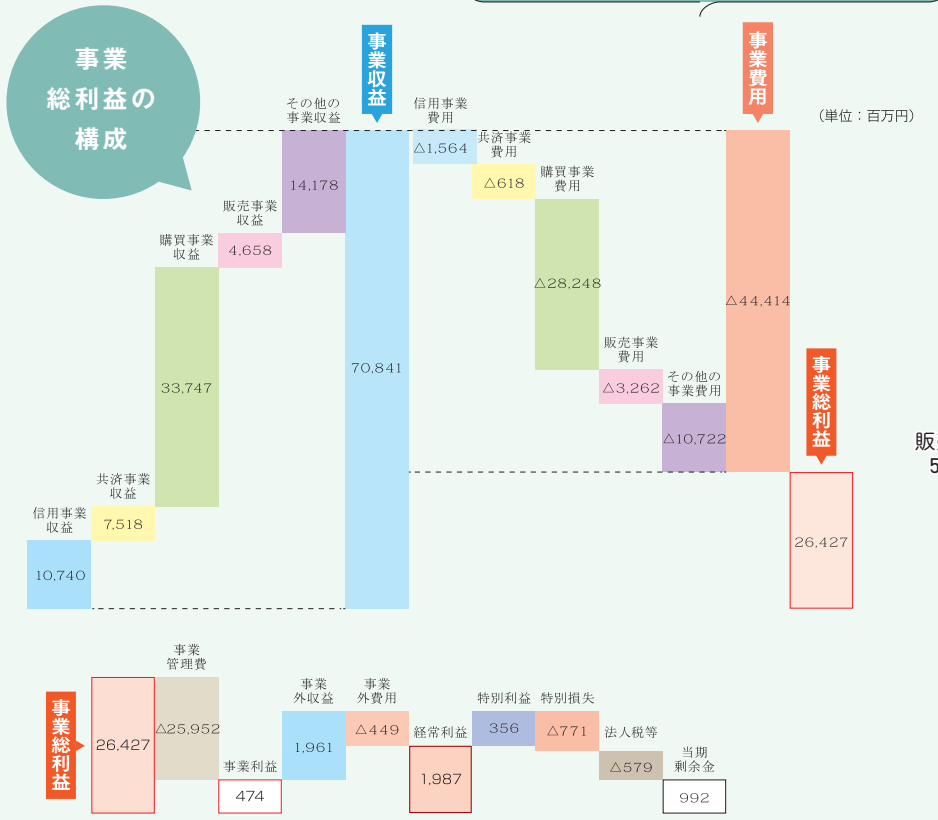 事業
総利益の
構成
(単位：百万円)
事業収益
事業費用
事業総利益
信用事業
収益
10,740
共済事業
収益
7,518
購買事業
収益
33,747
販売事業
収益
4,658
その他の
事業収益
14,178
70,841
信用事業
費用
△1,564
共済事業
費用
△618
購買事業
費用
△28,248
販売事業
費用
△3,262
その他の
事業費用
△10,722
△44,414
26,427
販
5
事業総利益
26,427
事業
管理費
△25,952
事業利益
474
事業
外収益
1,961
事業
外費用
△449
経常利益
1,987
特別利益
356
特別損失
△771
法人税等
△579
当期
剰余金
992